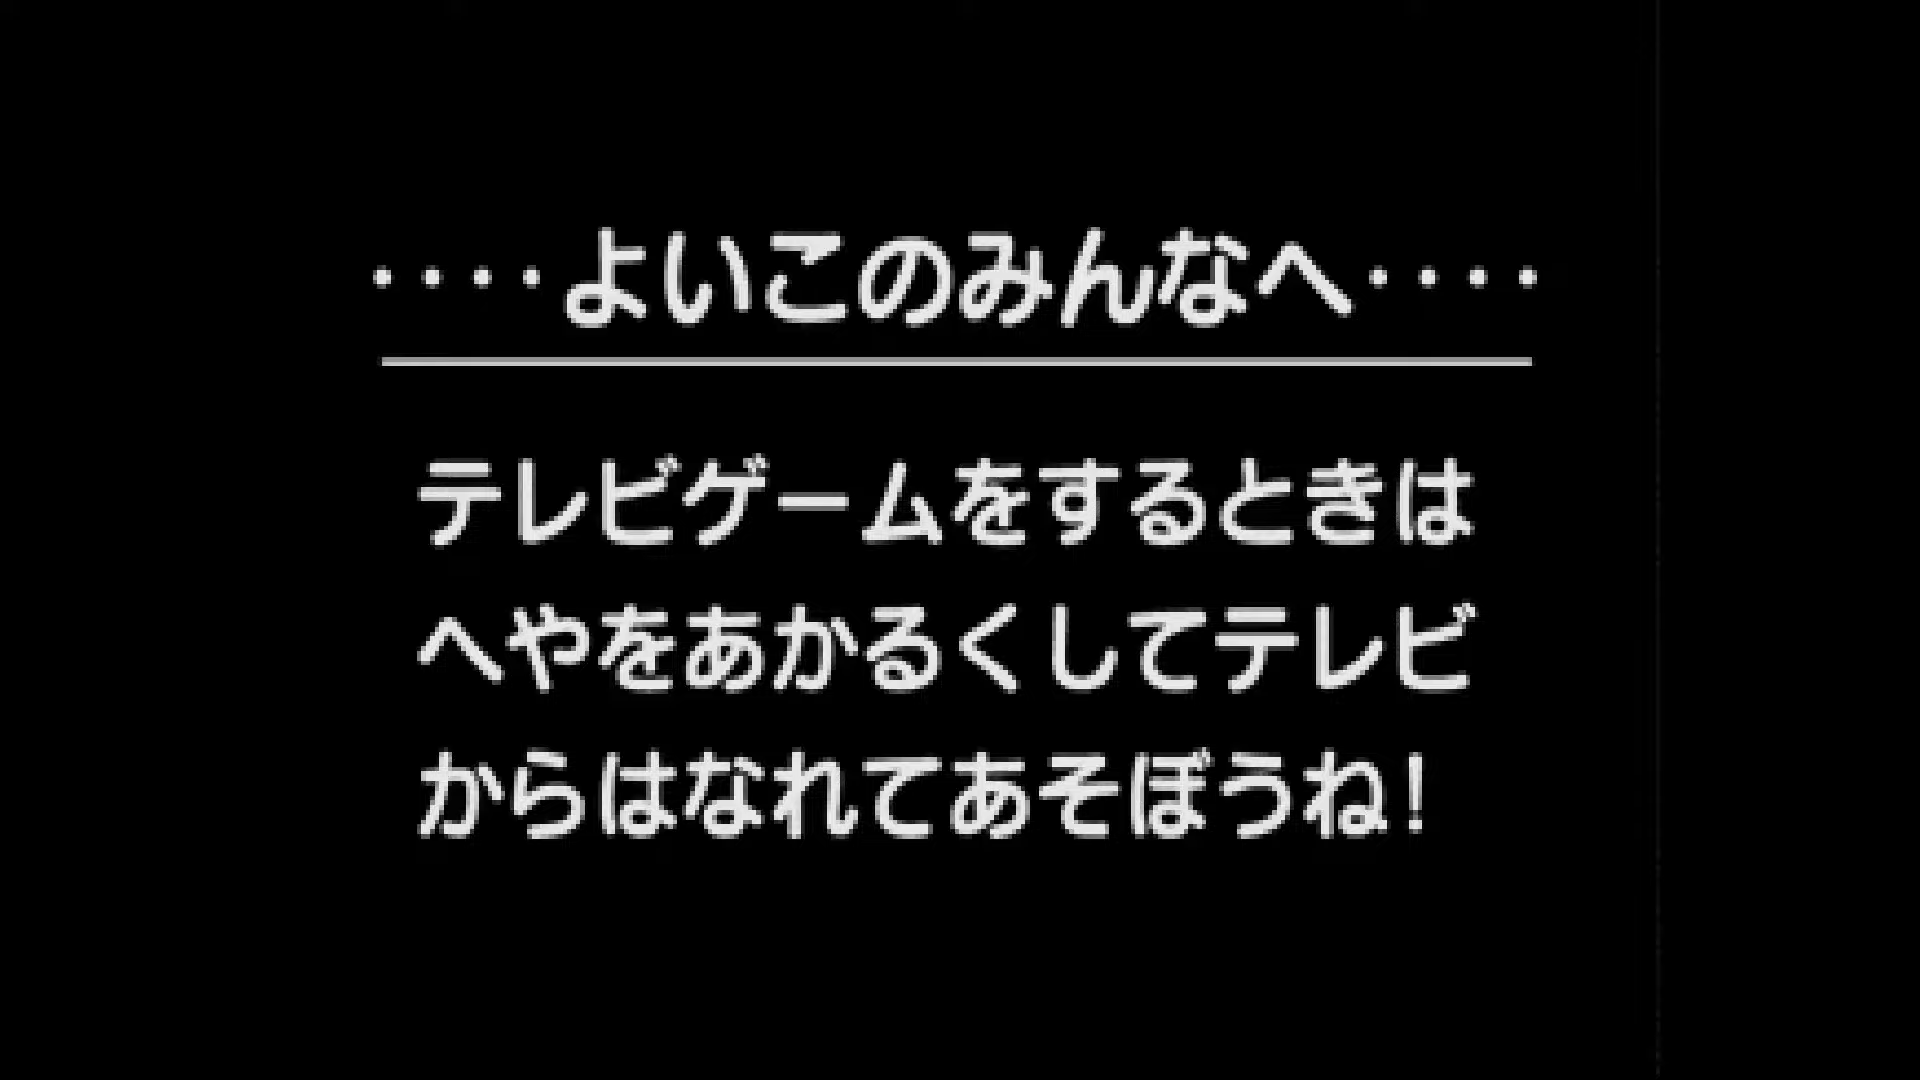 ····よいこのみんなへ····
テレビゲームをするときは
へやをあかるくしてテレビ
からはなれてあそぼうね!